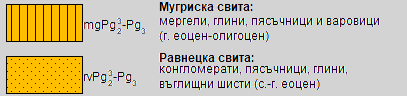 Мугриска свита:
mgPg₂³-Pg₃ мергели, глини, пясъчници и варовици
(г. еоцен-олигоцен)
Равнецка свита:
rvPg₂³-Pg₃ конгломерати, пясъчници, глини,
въглищни шисти (с.-г. еоцен)